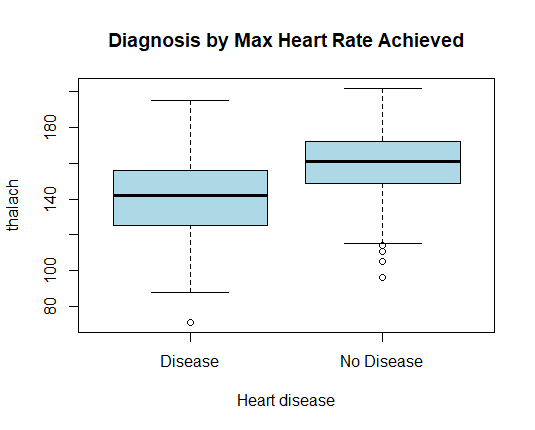 Diagnosis by Max Heart Rate Achieved
thalach
180
140
100
80
Disease
No Disease
Heart disease